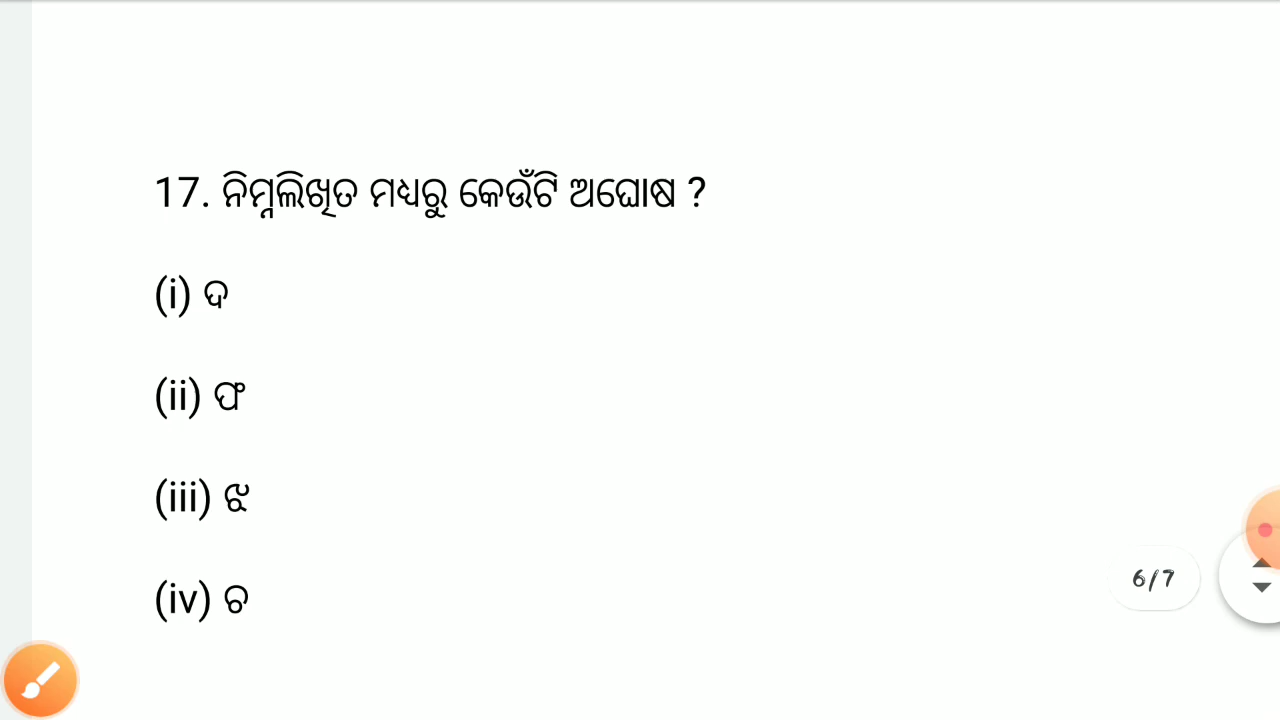 17. ନିମ୍ନଲିଖିତ ମଧ୍ୟରୁ କେଉଁଟି ଅଘୋଷ ?
(i) ଦ
(ii) ଫ
(iii) ଝ
(iv) ଚ
6/7